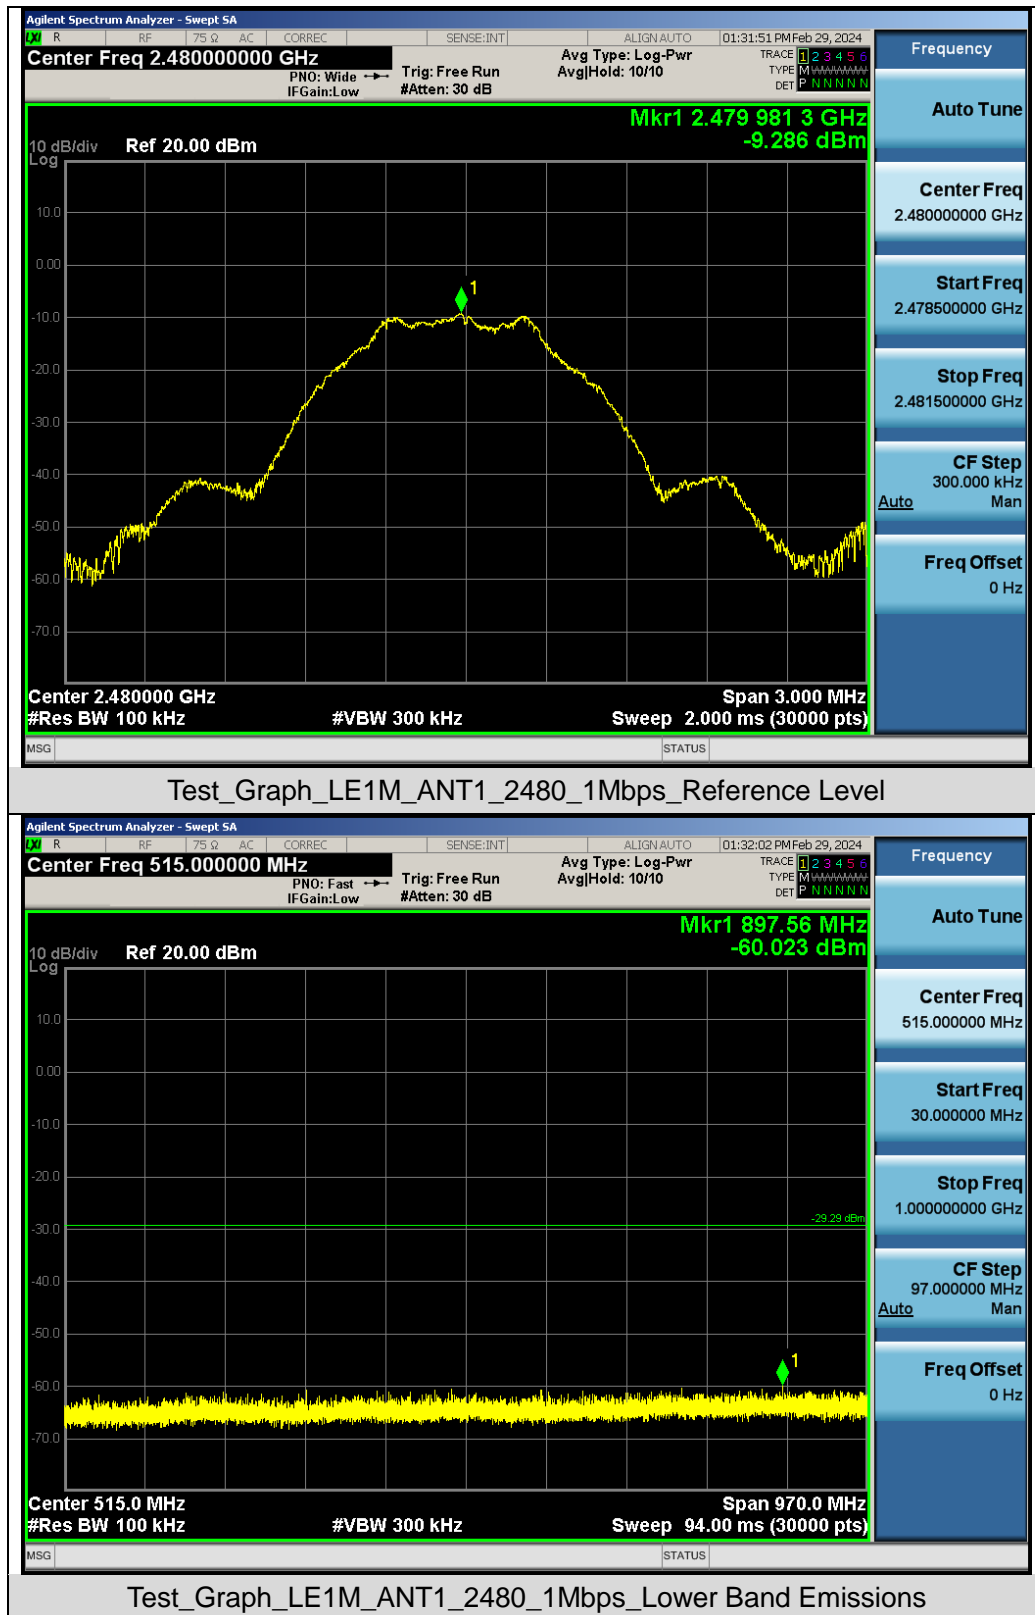 Agilent Spectrum Analyzer - Swept SA
LXI R RF 75 Ω AC CORREC SENSE:INT ALIGN AUTO 01:31:51 PM Feb 29, 2024
Center Freq 2.480000000 GHz
PNO: Wide
IFGain:Low
Trig: Free Run
#Atten: 30 dB
Avg Type: Log-Pwr
Avg|Hold: 10/10
TRACE 1 2 3 4 5 6
TYPE M
DET P N N N N N
Mkr1 2.479 981 3 GHz
-9.286 dBm
10 dB/div
Log
Ref 20.00 dBm
10.0
0.00
-10.0
-20.0
-30.0
-40.0
-50.0
-60.0
-70.0
1
Center 2.480000 GHz
Span 3.000 MHz
#Res BW 100 kHz
#VBW 300 kHz
Sweep 2.000 ms (30000 pts)
MSG
STATUS
Frequency
Auto Tune
Center Freq
2.480000000 GHz
Start Freq
2.478500000 GHz
Stop Freq
2.481500000 GHz
CF Step
300.000 kHz
Auto Man
Freq Offset
0 Hz
Test_Graph_LE1M_ANT1_2480_1Mbps_Reference Level
Agilent Spectrum Analyzer - Swept SA
LXI R RF 75 Ω AC CORREC SENSE:INT ALIGN AUTO 01:32:02 PM Feb 29, 2024
Center Freq 515.000000 MHz
PNO: Fast
IFGain:Low
Trig: Free Run
#Atten: 30 dB
Avg Type: Log-Pwr
Avg|Hold: 10/10
TRACE 1 2 3 4 5 6
TYPE M
DET P N N N N N
Mkr1 897.56 MHz
-60.023 dBm
10 dB/div
Log
Ref 20.00 dBm
10.0
0.00
-10.0
-20.0
-30.0
-40.0
-50.0
-60.0
-70.0
-29.29 dBm
1
Center 515.0 MHz
Span 970.0 MHz
#Res BW 100 kHz
#VBW 300 kHz
Sweep 94.00 ms (30000 pts)
MSG
STATUS
Frequency
Auto Tune
Center Freq
515.000000 MHz
Start Freq
30.000000 MHz
Stop Freq
1.000000000 GHz
CF Step
97.000000 MHz
Auto Man
Freq Offset
0 Hz
Test_Graph_LE1M_ANT1_2480_1Mbps_Lower Band Emissions